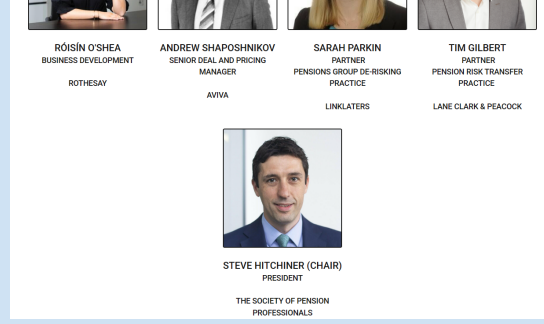 RÓISÍN O'SHEA
BUSINESS DEVELOPMENT
ROTHESAY
ANDREW SHAPOSHNIKOV
SENIOR DEAL AND PRICING
MANAGER
AVIVA
SARAH PARKIN
PARTNER
PENSIONS GROUP DE-RISKING
PRACTICE
LINKLATERS
TIM GILBERT
PARTNER
PENSION RISK TRANSFER
PRACTICE
LANE CLARK & PEACOCK
STEVE HITCHINER (CHAIR)
PRESIDENT
THE SOCIETY OF PENSION
PROFESSIONALS